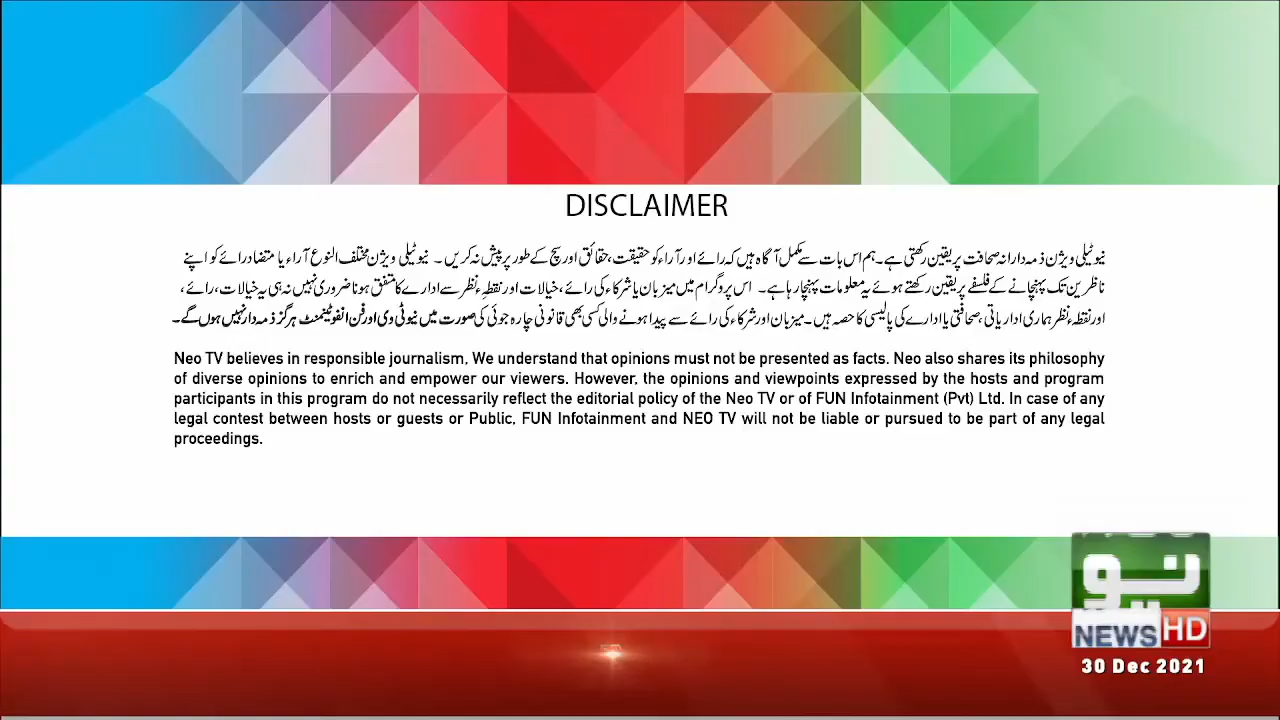 DISCLAIMER
نیوٹیلی ویژن ذمہ دارانہ صحافت پر یقین رکھتی ہے۔ ہم اس بات سے مکمل آگاہ ہیں کہ رائے اور آراء کو حقیقت، حقائق اور سچ کے طور پر پیش نہ کریں ۔ نیوٹیلی ویژن مختلف النوع آراء یا متضاد رائے کو اپنے
ناظرین تک پہنچانے کے فلسفے پر یقین رکھتے ہوئے یہ معلومات پہنچا رہا ہے۔ اس پروگرام میں میزبان یا شرکاء کی رائے، خیالات اور نقطہء نظر سے ادارے کا متفق ہونا ضروری نہیں نہ ہی یہ خیالات، رائے،
اور نقطہء نظر ہماری اداریاتی، صحافتی یا ادارے کی پالیسی کا حصہ ہیں۔ میزبان اور شرکاء کی رائے سے پیدا ہونے والی کسی بھی قانونی چارہ جوئی کی صورت میں نیو ٹی وی اور فن انفوٹینمنٹ ہرگز ذمہ دار نہیں ہوں گے۔
Neo TV believes in responsible journalism, We understand that opinions must not be presented as facts. Neo also shares its philosophy
of diverse opinions to enrich and empower our viewers. However, the opinions and viewpoints expressed by the hosts and program
participants in this program do not necessarily reflect the editorial policy of the Neo TV or of FUN Infotainment (Pvt) Ltd. In case of any
legal contest between hosts or guests or Public, FUN Infotainment and NEO TV will not be liable or pursued to be part of any legal
proceedings.
نیو
NEWS HD
30 Dec 2021